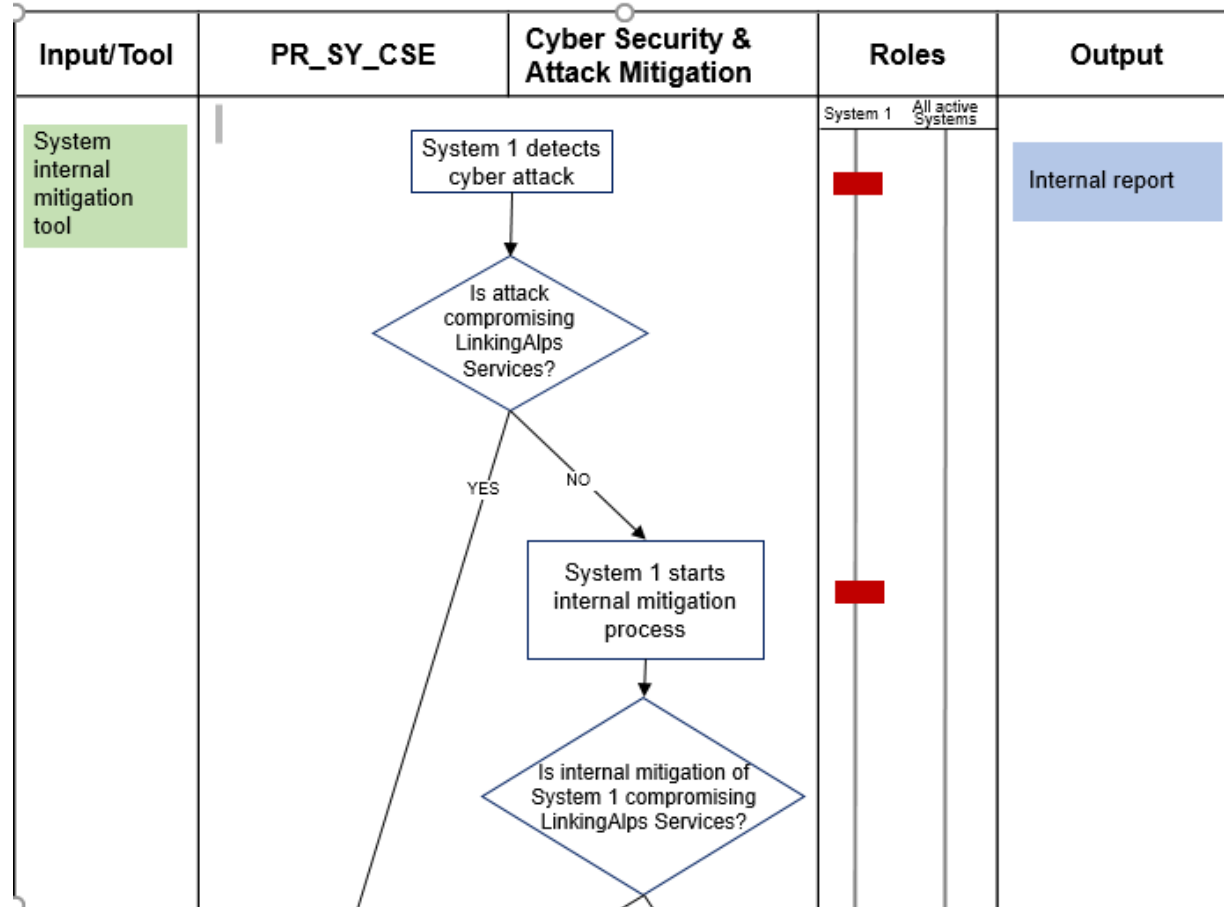 Input/Tool
PR_SY_CSE
Cyber Security &
Attack Mitigation
Roles
Output
System 1
All active
Systems
System
internal
mitigation
tool
System 1 detects
cyber attack
Internal report
Is attack
compromising
LinkingAlps
Services?
YES
NO
System 1 starts
internal mitigation
process
Is internal mitigation of
System 1 compromising
LinkingAlps Services?